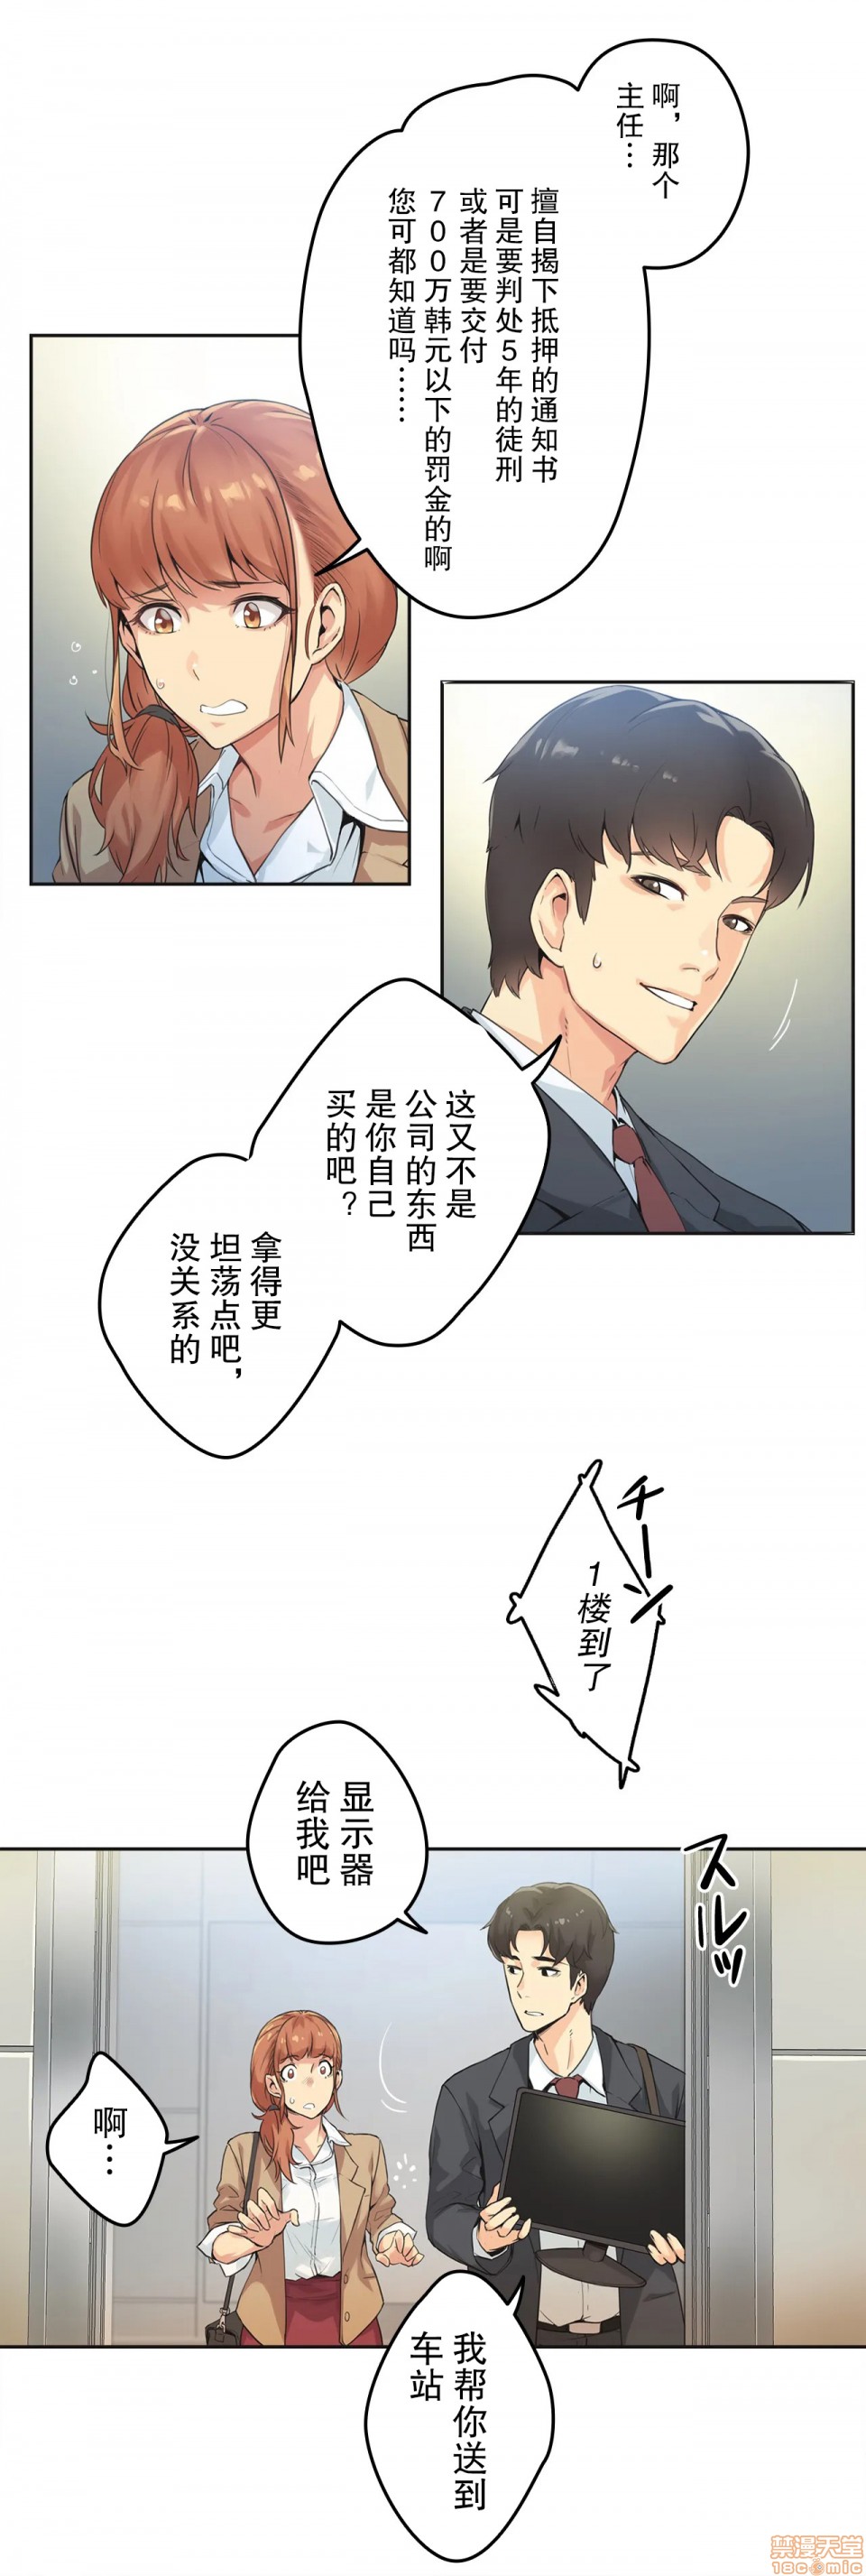 啊，那个
主任…
擅自揭下抵押的通知书
可是要判处5年的徒刑
或者是要交付
700万韩元以下的罚金的啊
您可都知道吗……
这又不是
公司的东西
是你自己
买的吧？
拿得更
坦荡点吧，
没关系的
チーン
1楼到了
显示器
给我吧
スルッ
啊…
我帮你送到
车站
禁漫天堂